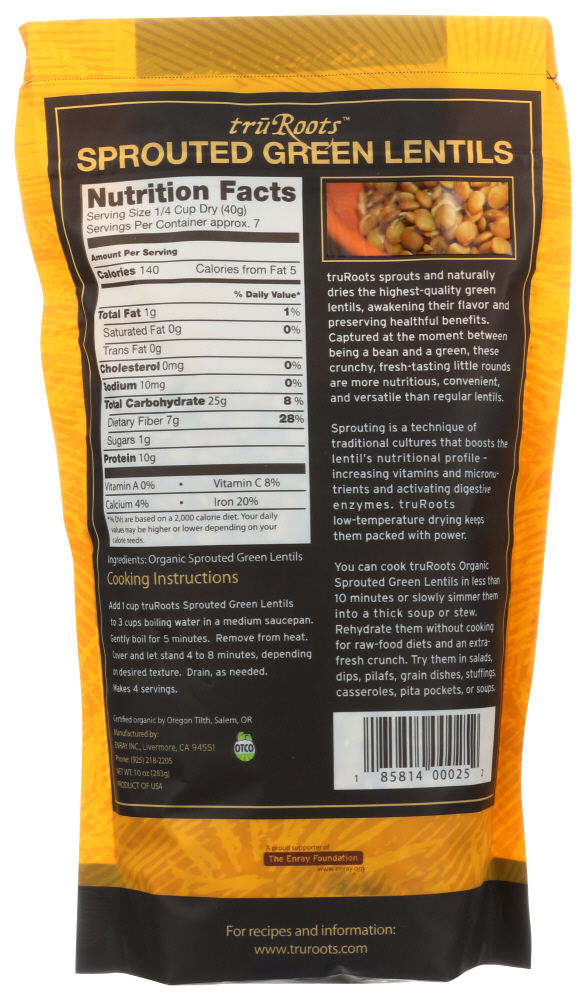 trūRoots™
SPROUTED GREEN LENTILS
Nutrition Facts
Serving Size 1/4 Cup Dry (40g)
Servings Per Container approx. 7
Amount Per Serving
Calories 140 Calories from Fat 5
% Daily Value*
Total Fat 1g 1%
Saturated Fat 0g 0%
Trans Fat 0g
Cholesterol 0mg 0%
Sodium 10mg 0%
Total Carbohydrate 25g 8 %
Dietary Fiber 7g 28%
Sugars 1g
Protein 10g
Vitamin A 0% • Vitamin C 8%
Calcium 4% • Iron 20%
*% DVs are based on a 2,000 calorie diet. Your daily
values may be higher or lower depending on your
calorie needs.
Ingredients: Organic Sprouted Green Lentils
Cooking Instructions
Add 1 cup truRoots Sprouted Green Lentils
to 3 cups boiling water in a medium saucepan.
Gently boil for 5 minutes. Remove from heat.
Cover and let stand 4 to 8 minutes, depending
on desired texture. Drain, as needed.
Makes 4 servings.
Certified organic by Oregon Tilth, Salem, OR
Manufactured by:
ENRAY INC., Livermore, CA 94551
Phone: (925) 218-2205
NET WT. 10 oz (283g)
PRODUCT OF USA
OTCO
truRoots sprouts and naturally
dries the highest-quality green
lentils, awakening their flavor and
preserving healthful benefits.
Captured at the moment between
being a bean and a green, these
crunchy, fresh-tasting little rounds
are more nutritious, convenient,
and versatile than regular lentils.
Sprouting is a technique of
traditional cultures that boosts the
lentil's nutritional profile -
increasing vitamins and micronu-
trients and activating digestive
enzymes. truRoots
low-temperature drying keeps
them packed with power.
You can cook truRoots Organic
Sprouted Green Lentils in less than
10 minutes or slowly simmer them
into a thick soup or stew.
Rehydrate them without cooking
for raw-food diets and an extra-
fresh crunch. Try them in salads,
dips, pilafs, grain dishes, stuffings,
casseroles, pita pockets, or soups.
1 85814 00025 2
A proud supporter of
The Enray Foundation
www.enray.org
For recipes and information:
www.truroots.com